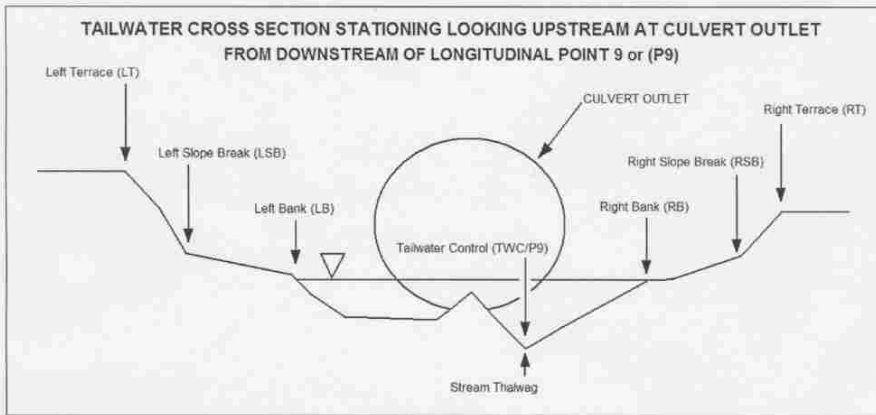 TAILWATER CROSS SECTION STATIONING LOOKING UPSTREAM AT CULVERT OUTLET
FROM DOWNSTREAM OF LONGITUDINAL POINT 9 or (P9)
Left Terrace (LT)
CULVERT OUTLET
Right Terrace (RT)
Left Slope Break (LSB)
Right Slope Break (RSB)
Left Bank (LB)
Right Bank (RB)
Tailwater Control (TWC/P9)
Stream Thalwag